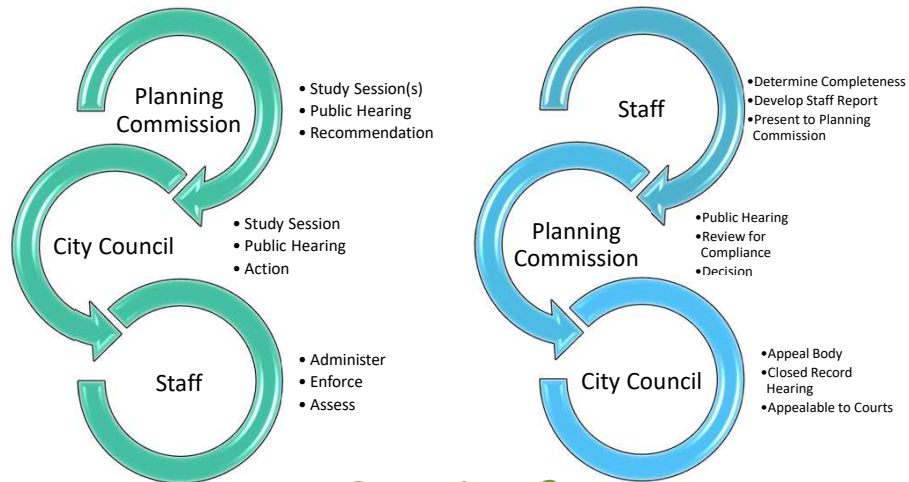 Planning
Commission
• Study Session(s)
• Public Hearing
• Recommendation
City Council
• Study Session
• Public Hearing
• Action
Staff
• Administer
• Enforce
• Assess
Staff
•Determine Completeness
•Develop Staff Report
•Present to Planning
Commission
Planning
Commission
•Public Hearing
•Review for
Compliance
•Decision
City Council
•Appeal Body
•Closed Record
Hearing
•Appealable to Courts